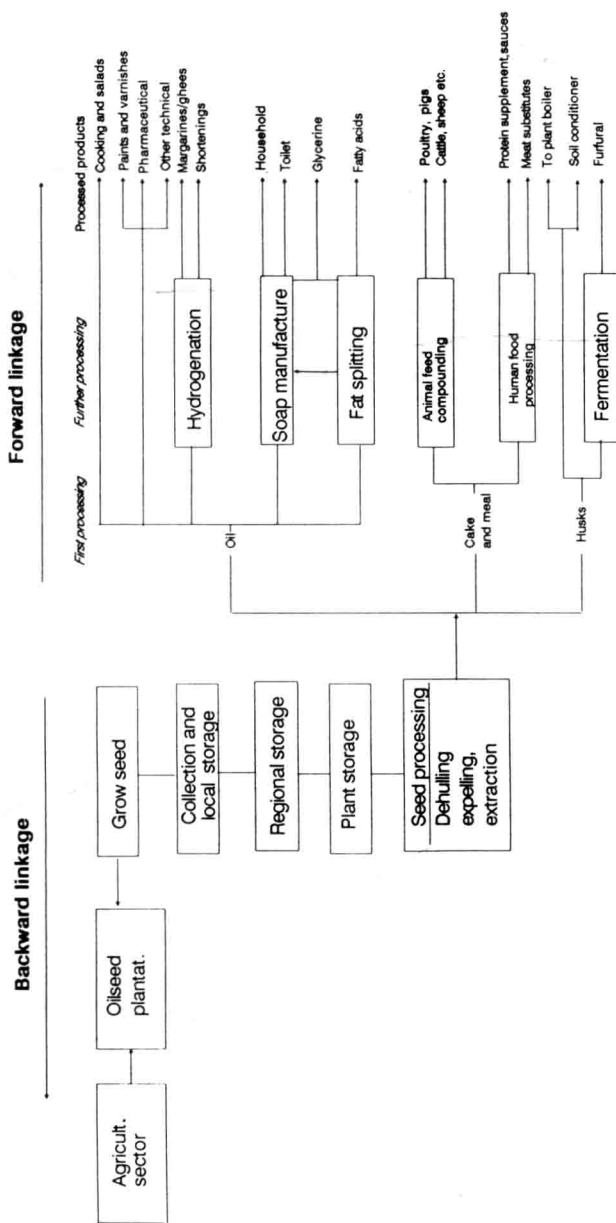 Backward linkage
Forward linkage
First processing
Further processing
Processed products
Agricult.
sector
Oilseed
plantat.
Grow seed
Collection and
local storage
Regional storage
Plant storage
Seed processing
Dehulling
expelling,
extraction
Oil
Cake
and meal
Husks
Hydrogenation
Soap manufacture
Fat splitting
Animal feed
compounding
Human food
processing
Fermentation
Cooking and salads
Paints and varnishes
Pharmaceutical
Other technical
Margarines/ghees
Shortenings
Household
Toilet
Glycerine
Fatty acids
Poultry, pigs
Cattle, sheep etc.
Protein supplement, sauces
Meat substitutes
To plant boiler
Soil conditioner
Furfural